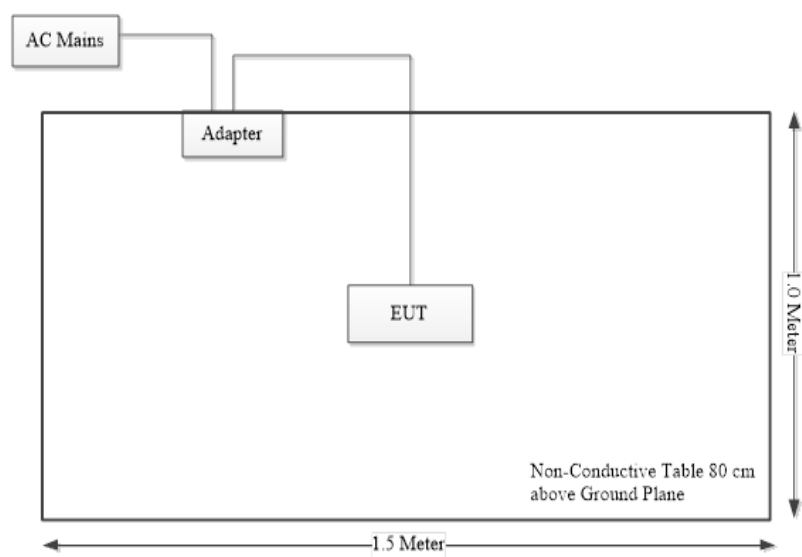 AC Mains
Adapter
EUT
1.0 Meter
Non-Conductive Table 80 cm
above Ground Plane
1.5 Meter